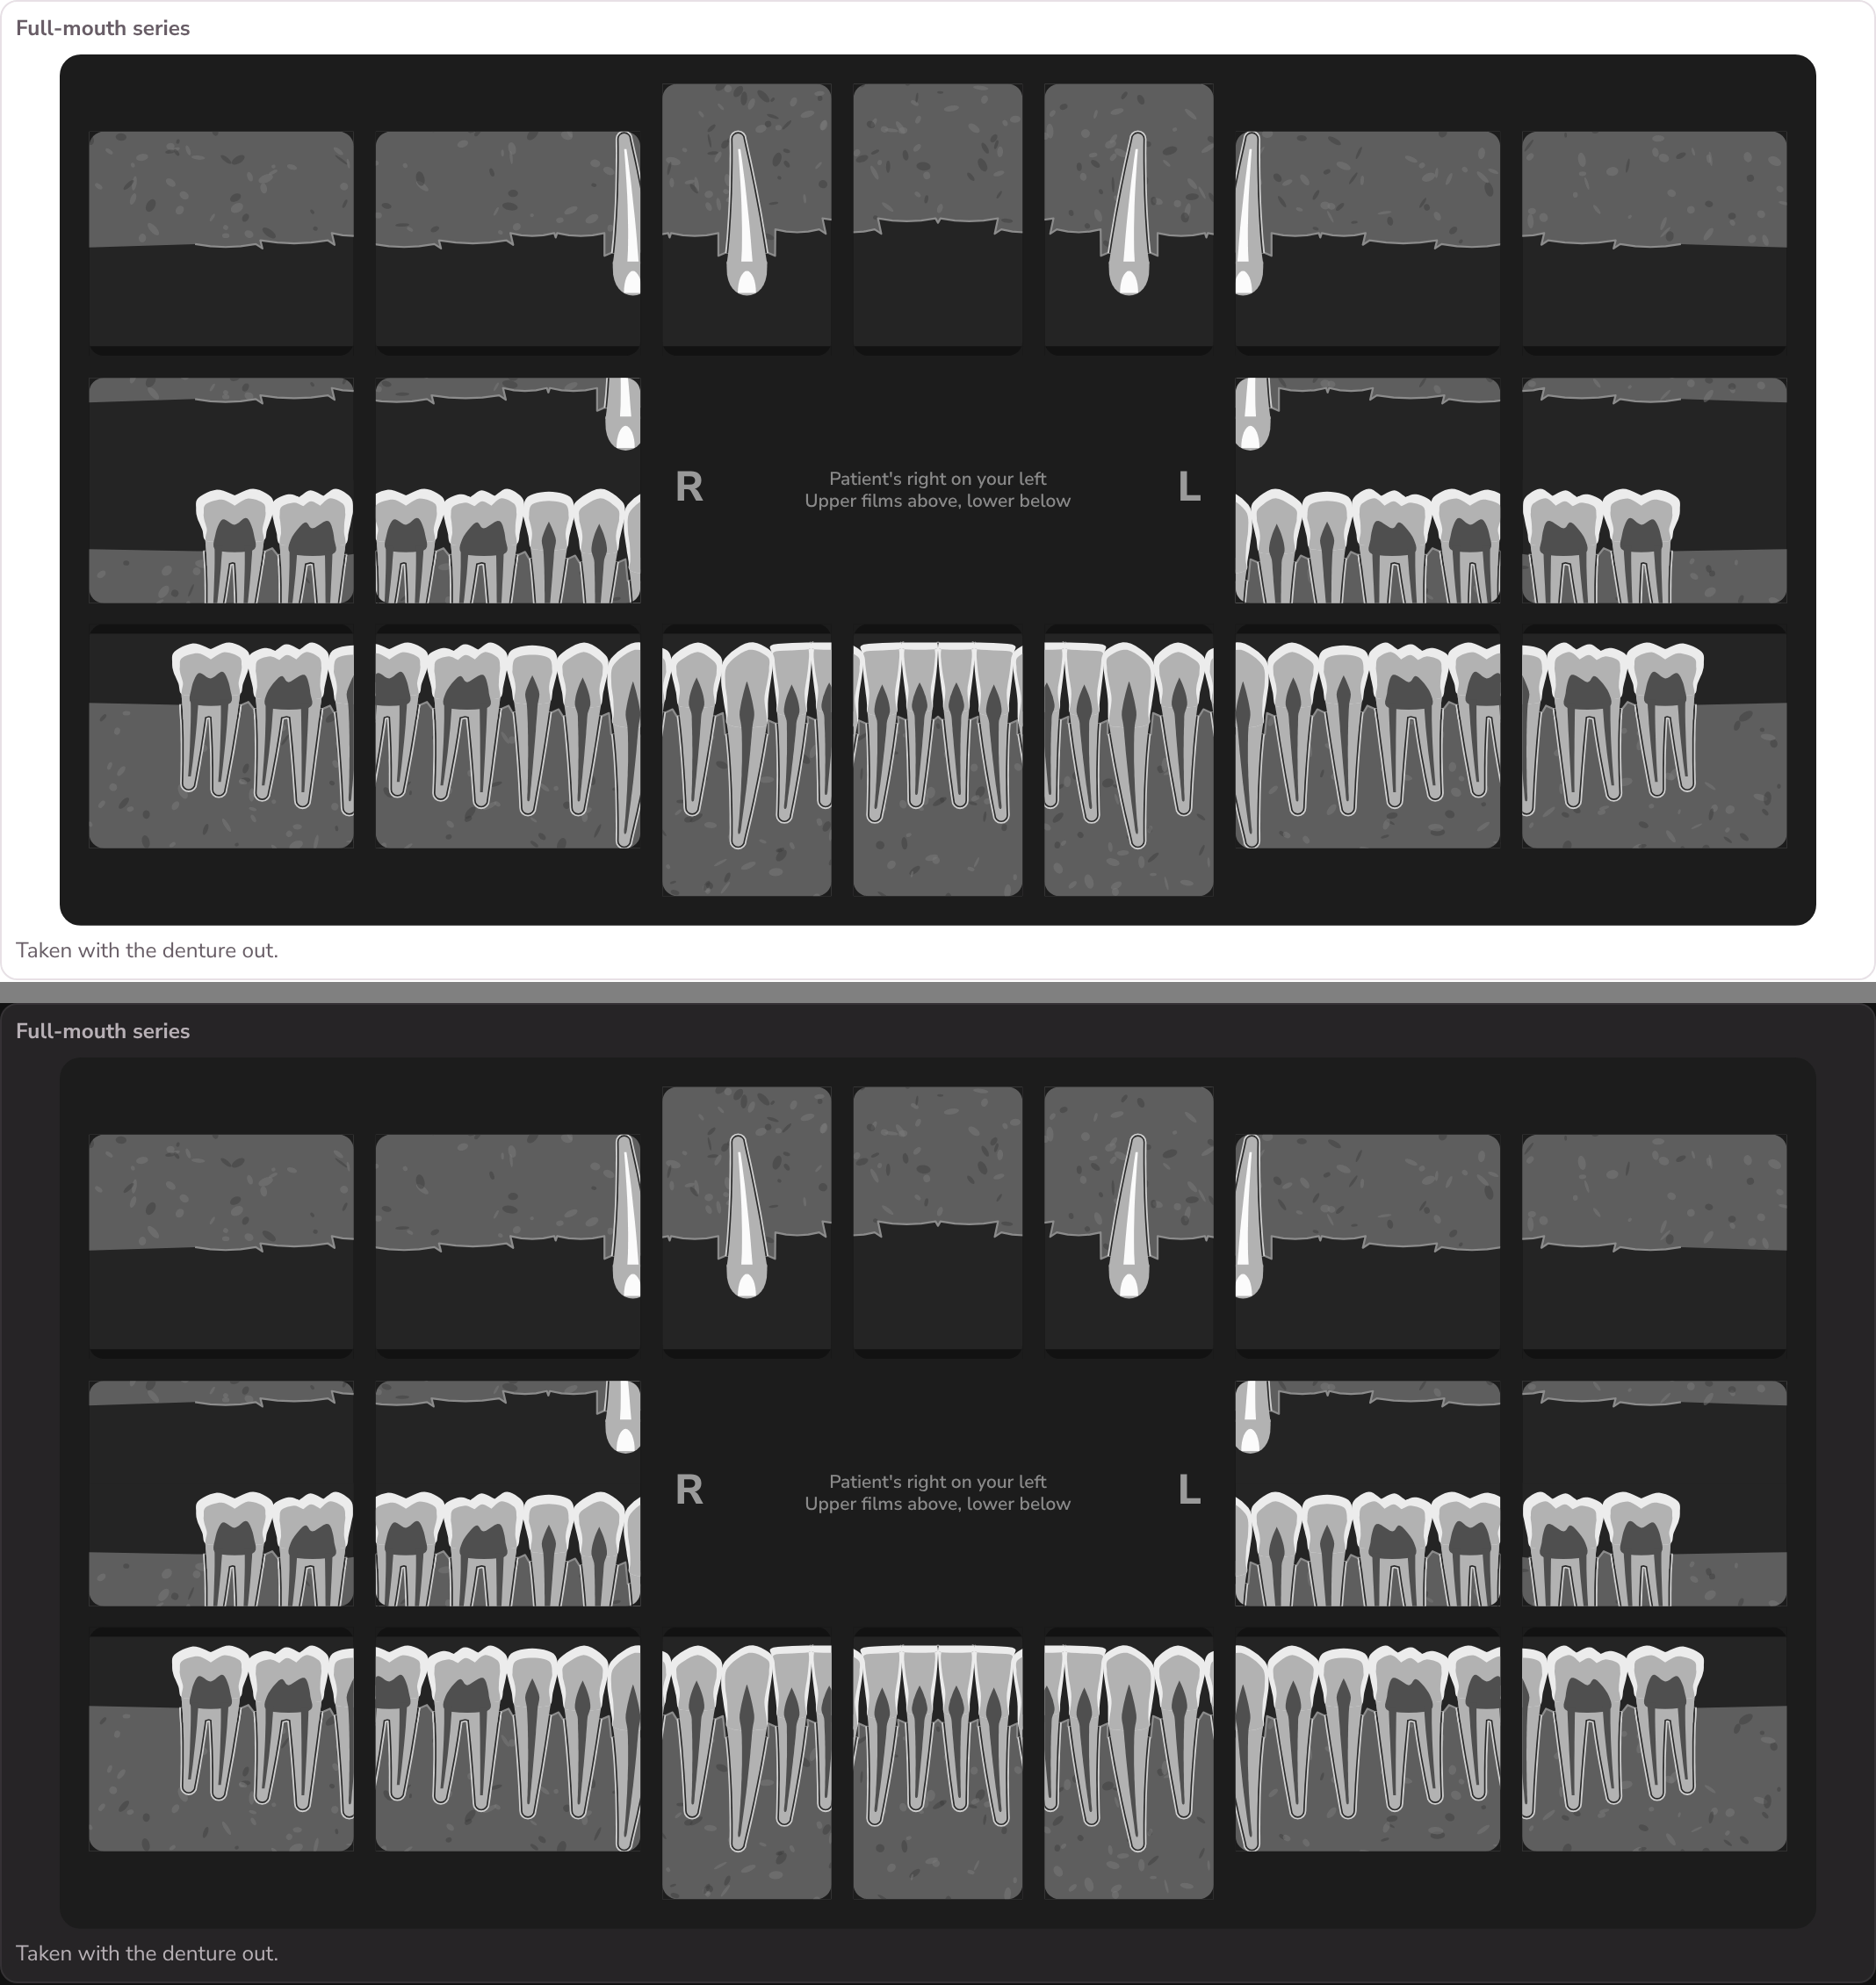 Full-mouth series
R
Patient's right on your left
Upper films above, lower below
L
Taken with the denture out.
Full-mouth series
R
Patient's right on your left
Upper films above, lower below
L
Taken with the denture out.